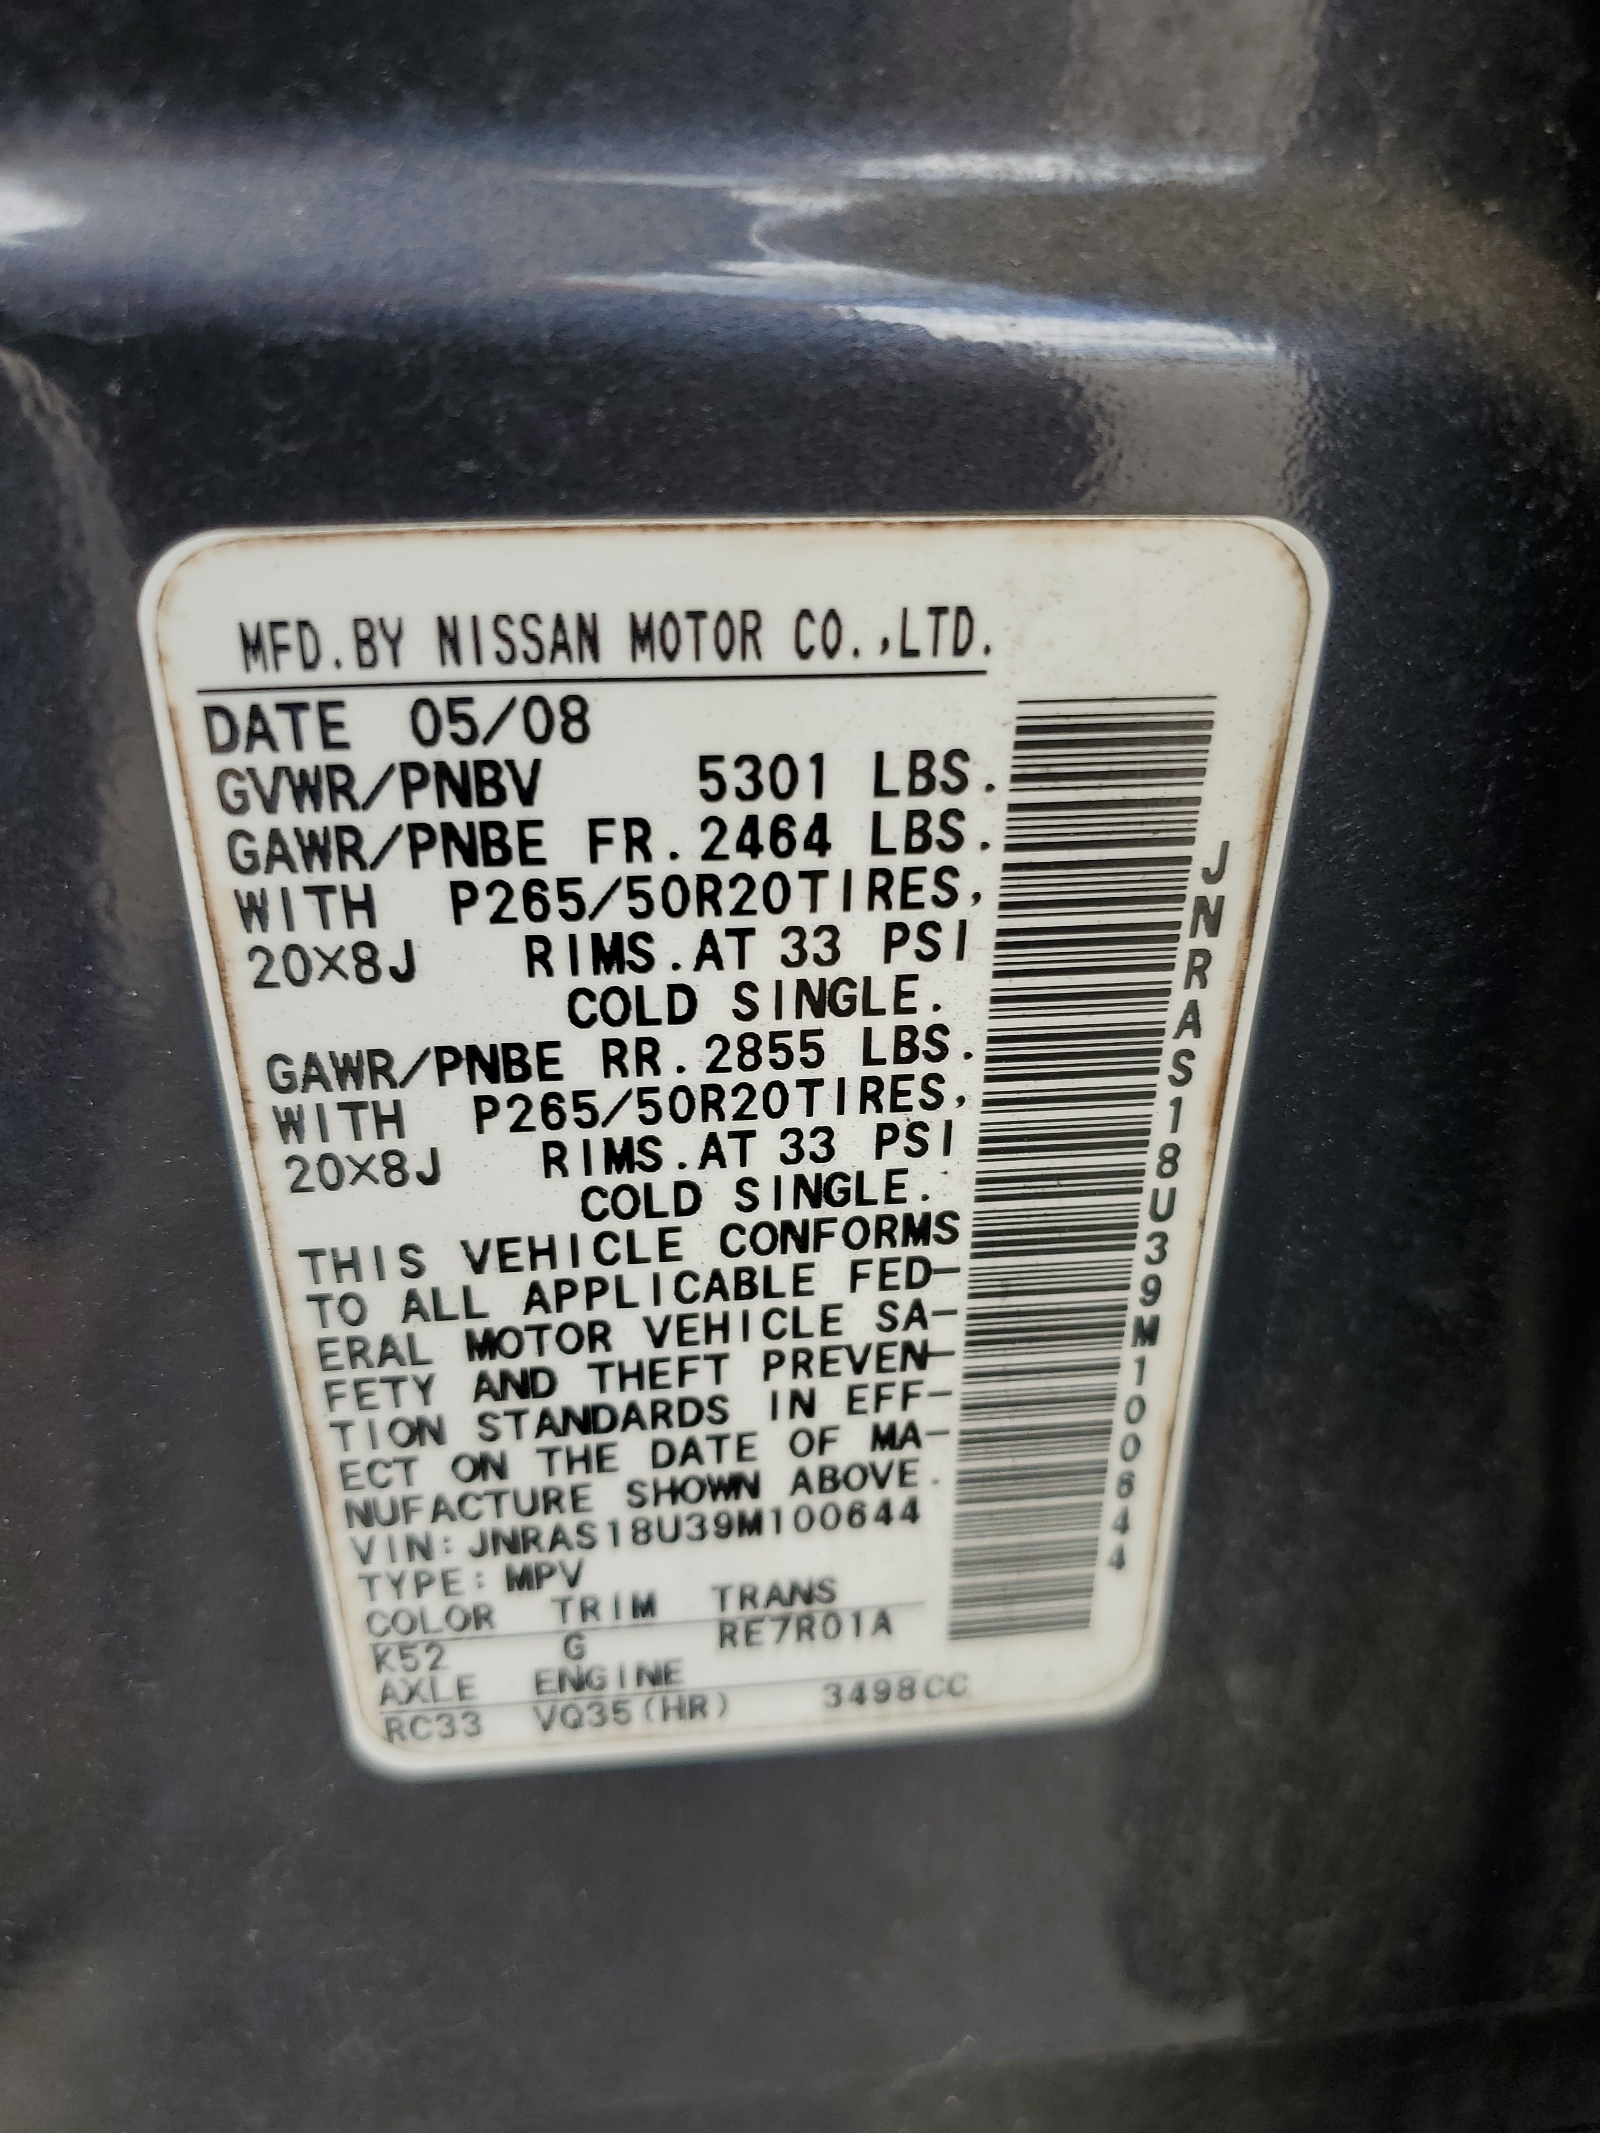 MFD.BY NISSAN MOTOR CO.,LTD.
DATE 05/08
GVWR/PNBV 5301 LBS.
GAWR/PNBE FR.2464 LBS.
WITH P265/50R20TIRES,
20X8J RIMS.AT 33 PSI
COLD SINGLE.
GAWR/PNBE RR.2855 LBS.
WITH P265/50R20TIRES,
20X8J RIMS.AT 33 PSI
COLD SINGLE.
THIS VEHICLE CONFORMS
TO ALL APPLICABLE FED-
ERAL MOTOR VEHICLE SA-
FETY AND THEFT PREVEN-
TION STANDARDS IN EFF-
ECT ON THE DATE OF MA-
NUFACTURE SHOWN ABOVE.
VIN:JNRAS18U39M100644
TYPE:MPV
COLOR TRIM TRANS
K52 G RE7R01A
AXLE ENGINE
RC33 VQ35(HR) 3498CC
JNRAS18U39M100644